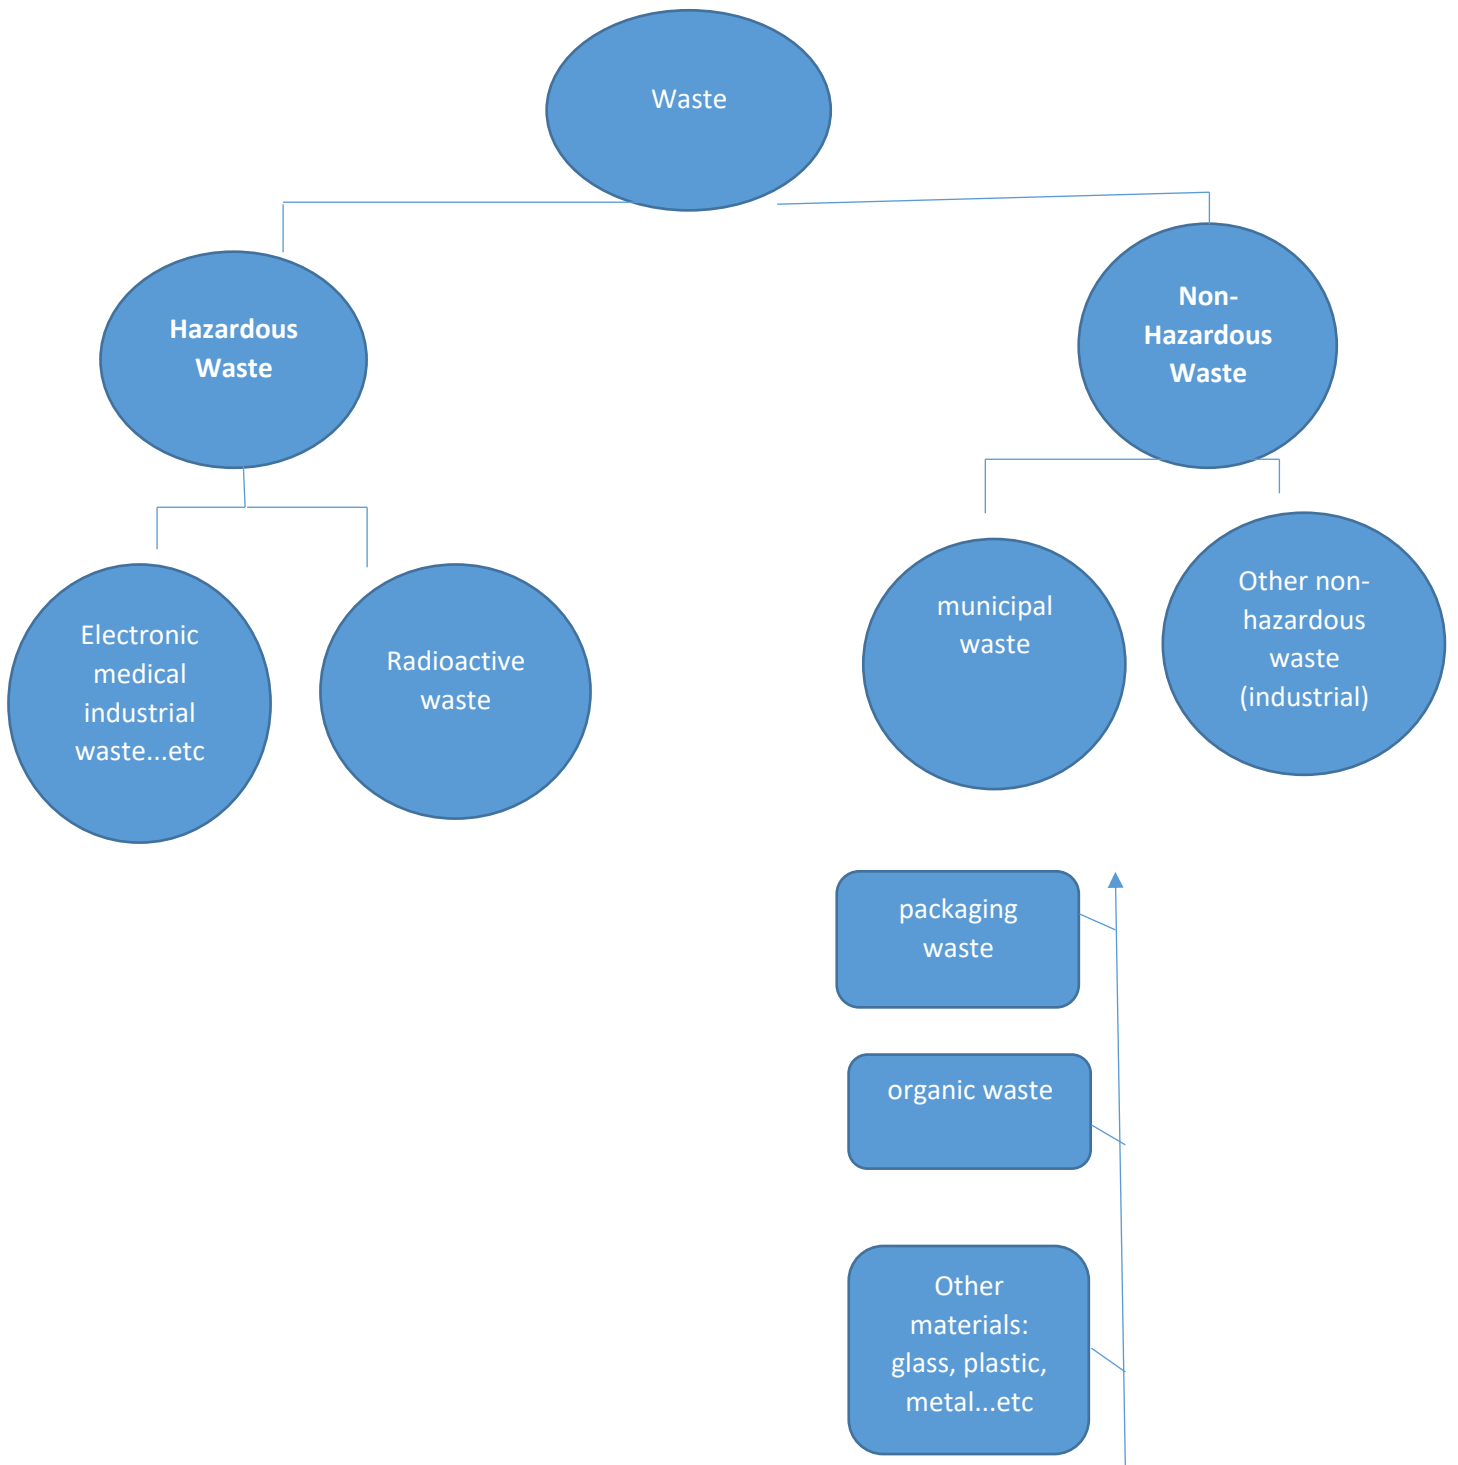 Waste
Hazardous
Waste
Non-
Hazardous
Waste
Electronic
medical
industrial
waste...etc
Radioactive
waste
municipal
waste
Other non-
hazardous
waste
(industrial)
packaging
waste
organic waste
Other
materials:
glass, plastic,
metal...etc